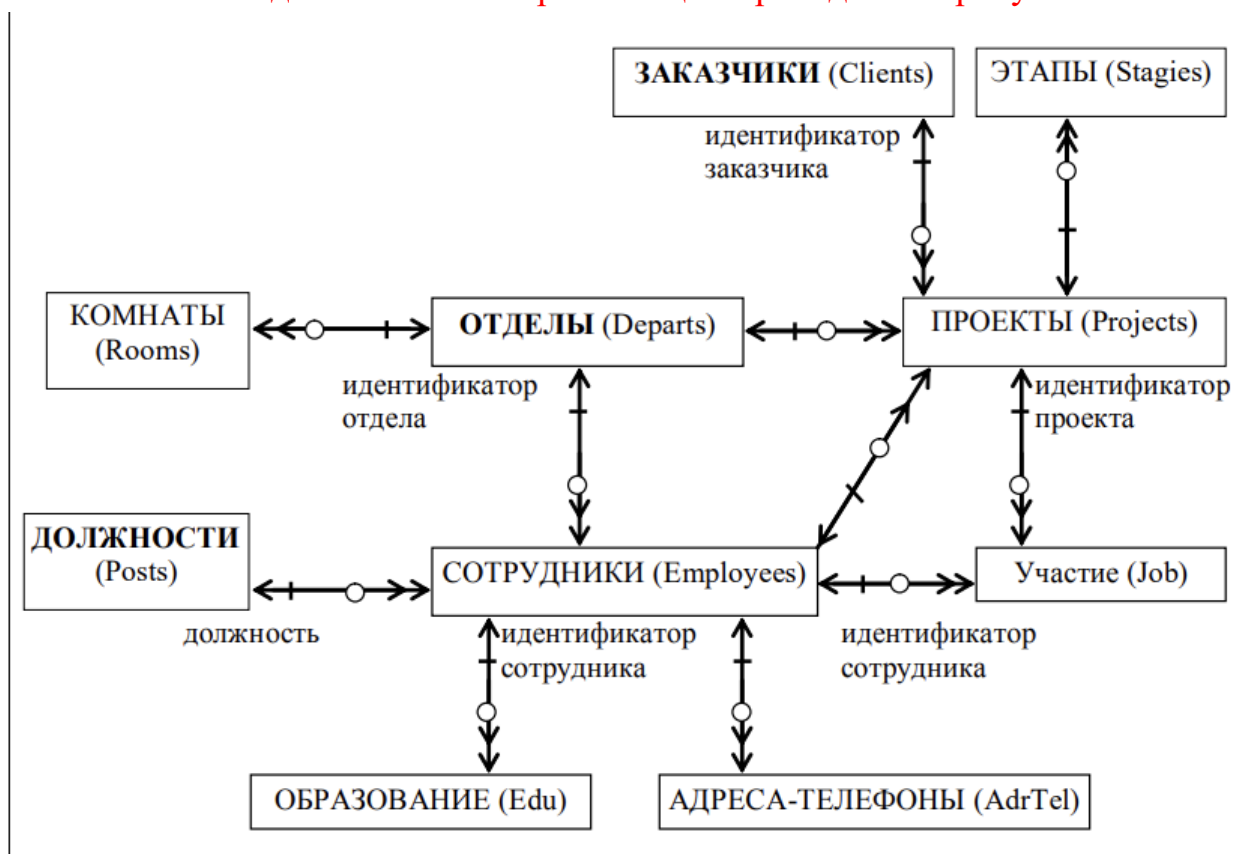 ЗАКАЗЧИКИ (Clients)
ЭТАПЫ (Stagies)
идентификатор
заказчика
КОМНАТЫ
(Rooms)
ОТДЕЛЫ (Departs)
ПРОЕКТЫ (Projects)
идентификатор
отдела
идентификатор
проекта
ДОЛЖНОСТИ
(Posts)
СОТРУДНИКИ (Employees)
Участие (Job)
должность
идентификатор
сотрудника
идентификатор
сотрудника
ОБРАЗОВАНИЕ (Edu)
АДРЕСА-ТЕЛЕФОНЫ (AdrTel)